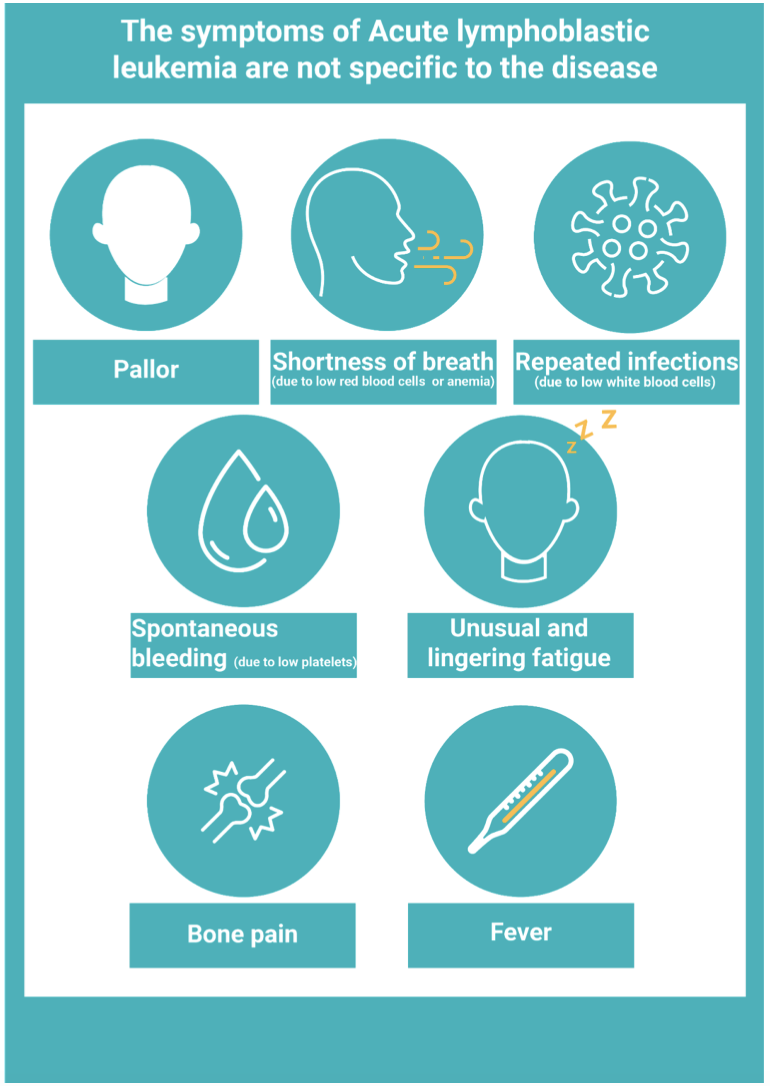 The symptoms of Acute lymphoblastic
leukemia are not specific to the disease
Pallor
Shortness of breath
(due to low red blood cells or anemia)
Repeated infections
(due to low white blood cells)
z Z Z
Spontaneous
bleeding (due to low platelets)
Unusual and
lingering fatigue
Bone pain
Fever